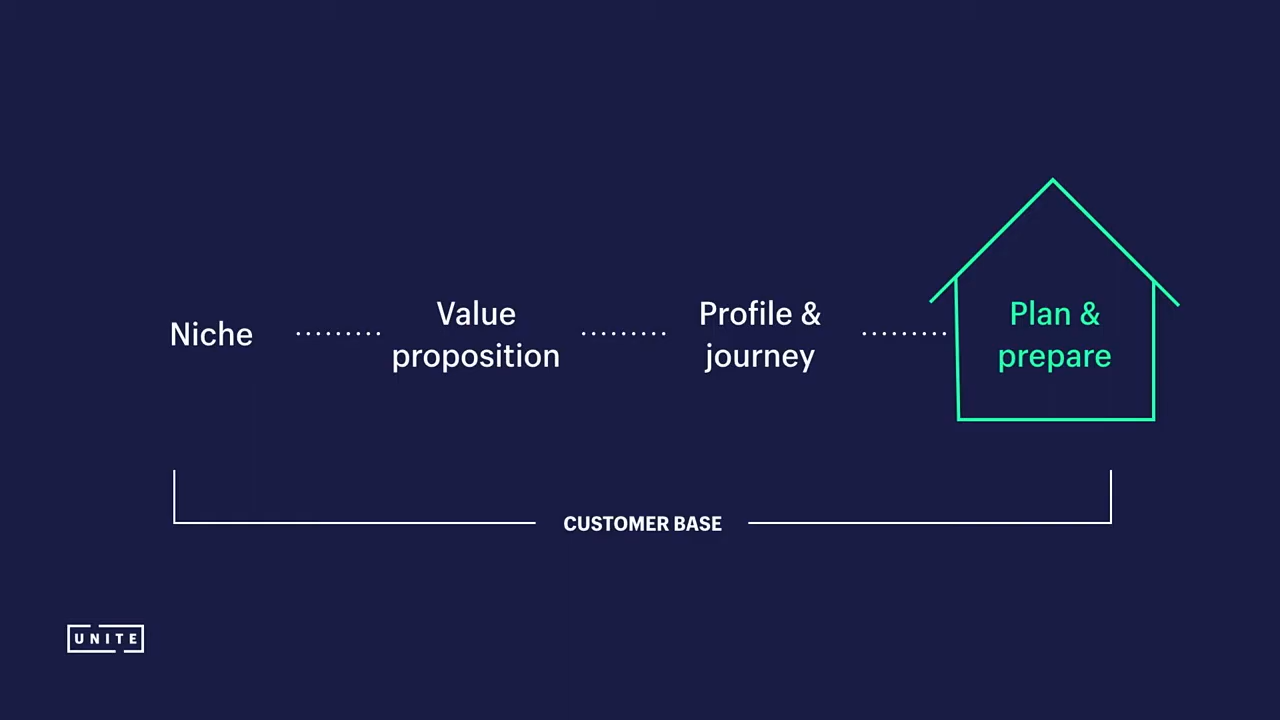 Niche
Value
proposition
Profile &
journey
Plan &
prepare
CUSTOMER BASE
UNITE